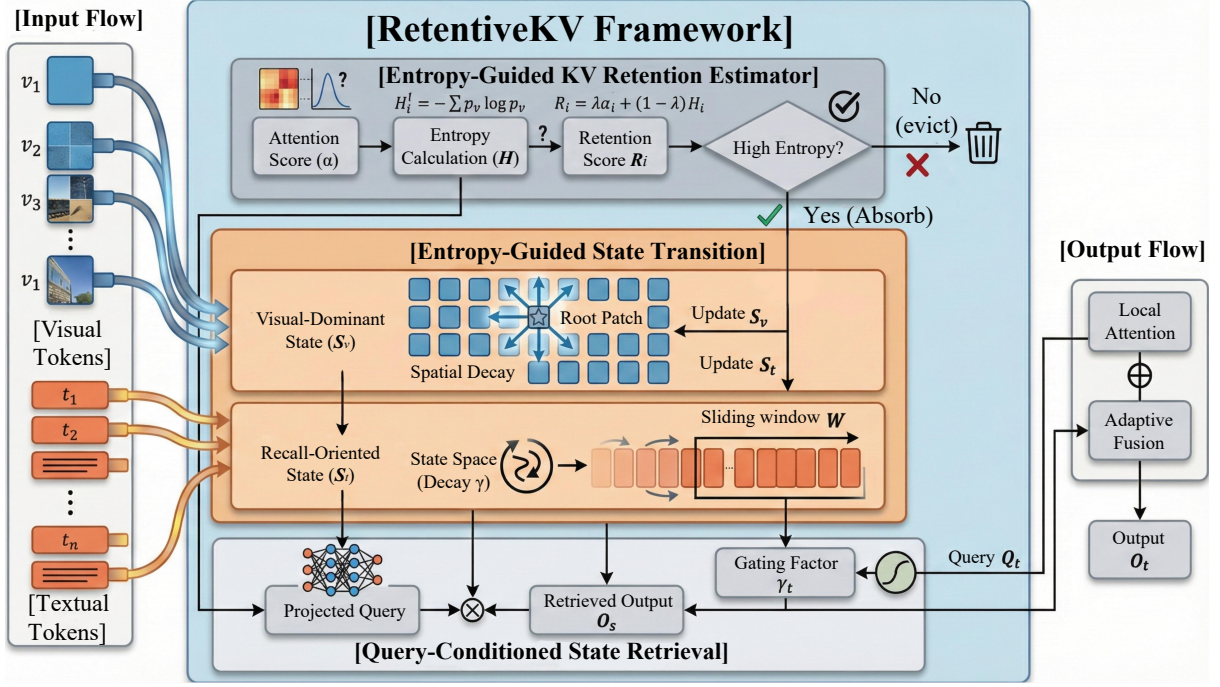 [Input Flow]
v1
v2
v3
⋮
v1
[Visual
Tokens]
t1
t2
⋮
tn
[Textual
Tokens]
[RetentiveKV Framework]
[Entropy-Guided KV Retention Estimator]
?
H_i^l = −∑ p_v log p_v
R_i = λα_i + (1 − λ)H_i
Attention
Score (α)
Entropy
Calculation (H)
?
Retention
Score R_i
High Entropy?
No
(evict)
Yes (Absorb)
[Entropy-Guided State Transition]
Visual-Dominant
State (S_v)
Root Patch
Spatial Decay
Update S_v
Update S_t
Recall-Oriented
State (S_t)
State Space
(Decay γ)
Sliding window W
...
Projected Query
⊗
Retrieved Output
O_s
Gating Factor
γ_t
Query Q_t
[Query-Conditioned State Retrieval]
[Output Flow]
Local
Attention
⊕
Adaptive
Fusion
Output
O_t